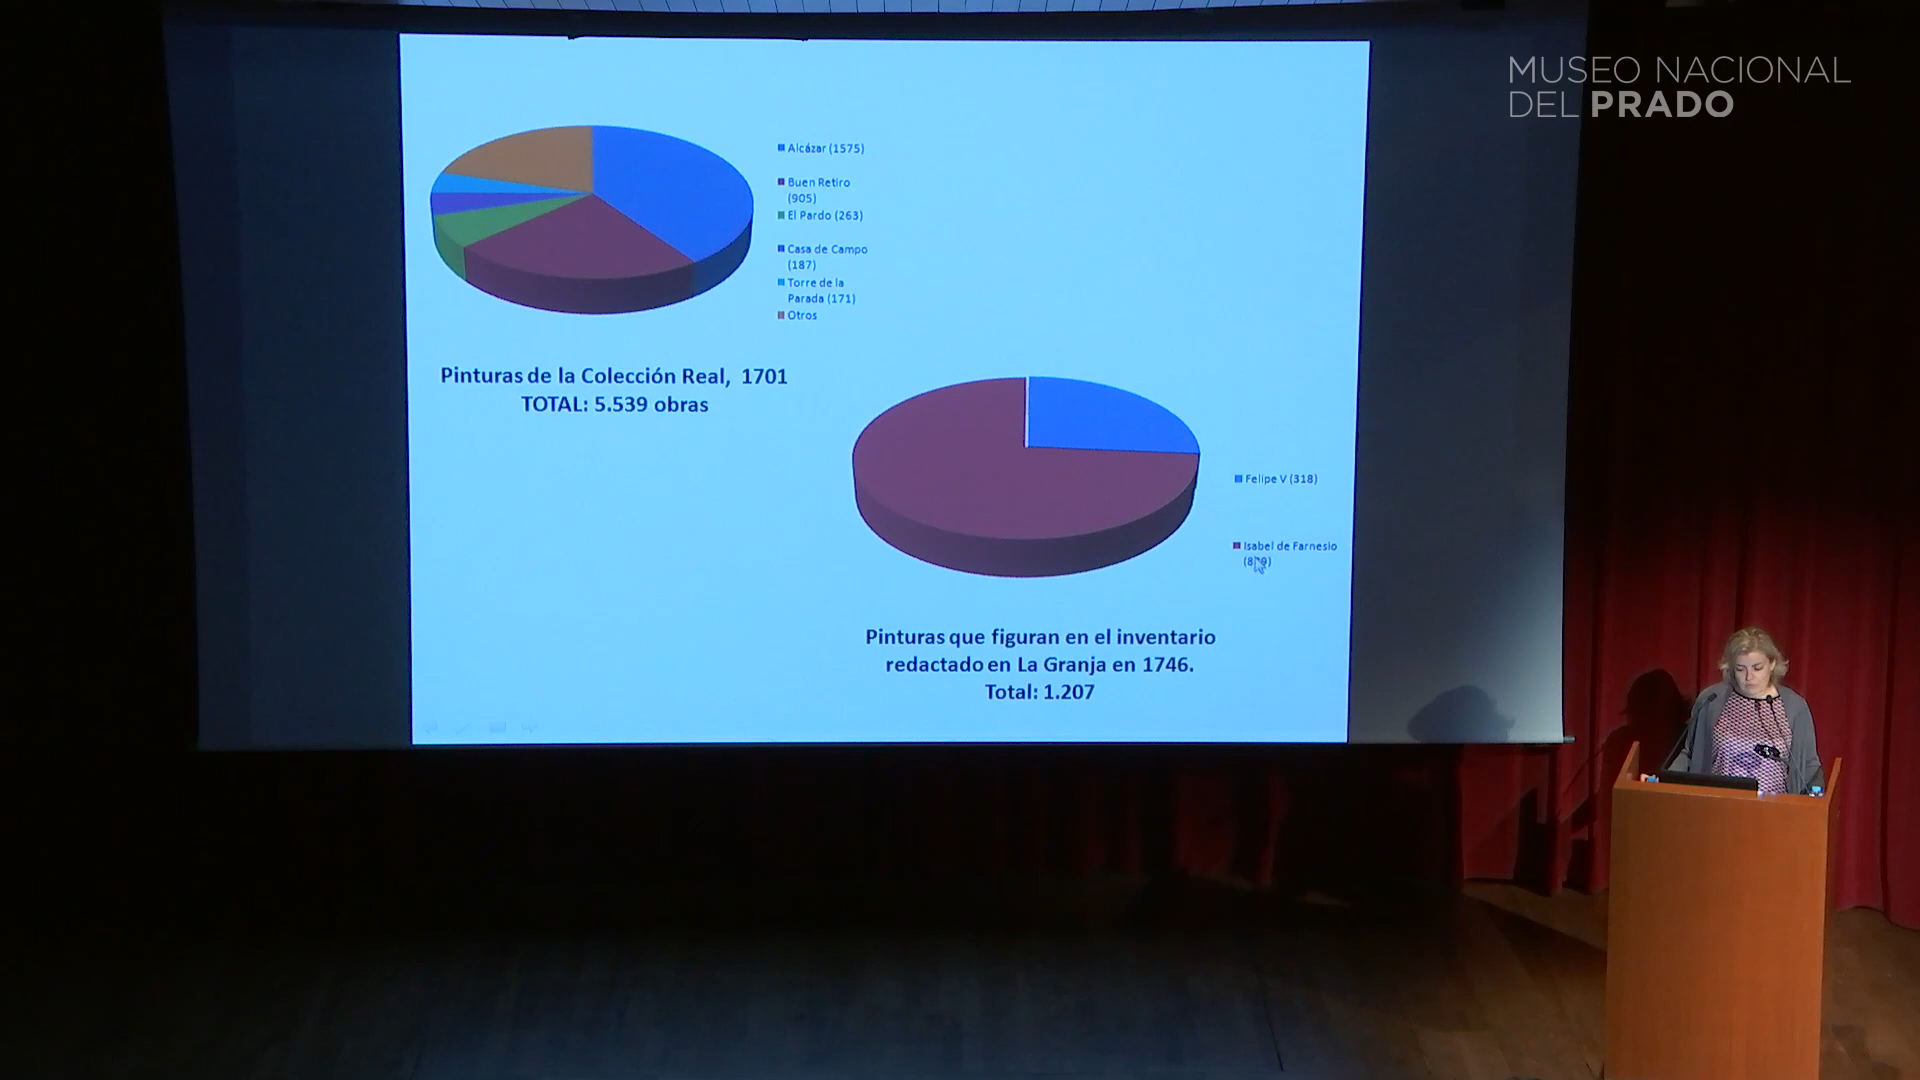 MUSEO NACIONAL
DEL PRADO
Alcázar (1575)
Buen Retiro
(905)
El Pardo (263)
Casa de Campo
(187)
Torre de la
Parada (171)
Otros
Pinturas de la Colección Real, 1701
TOTAL: 5.539 obras
Felipe V (318)
Isabel de Farnesio
Pinturas que figuran en el inventario
redactado en La Granja en 1746.
Total: 1.207